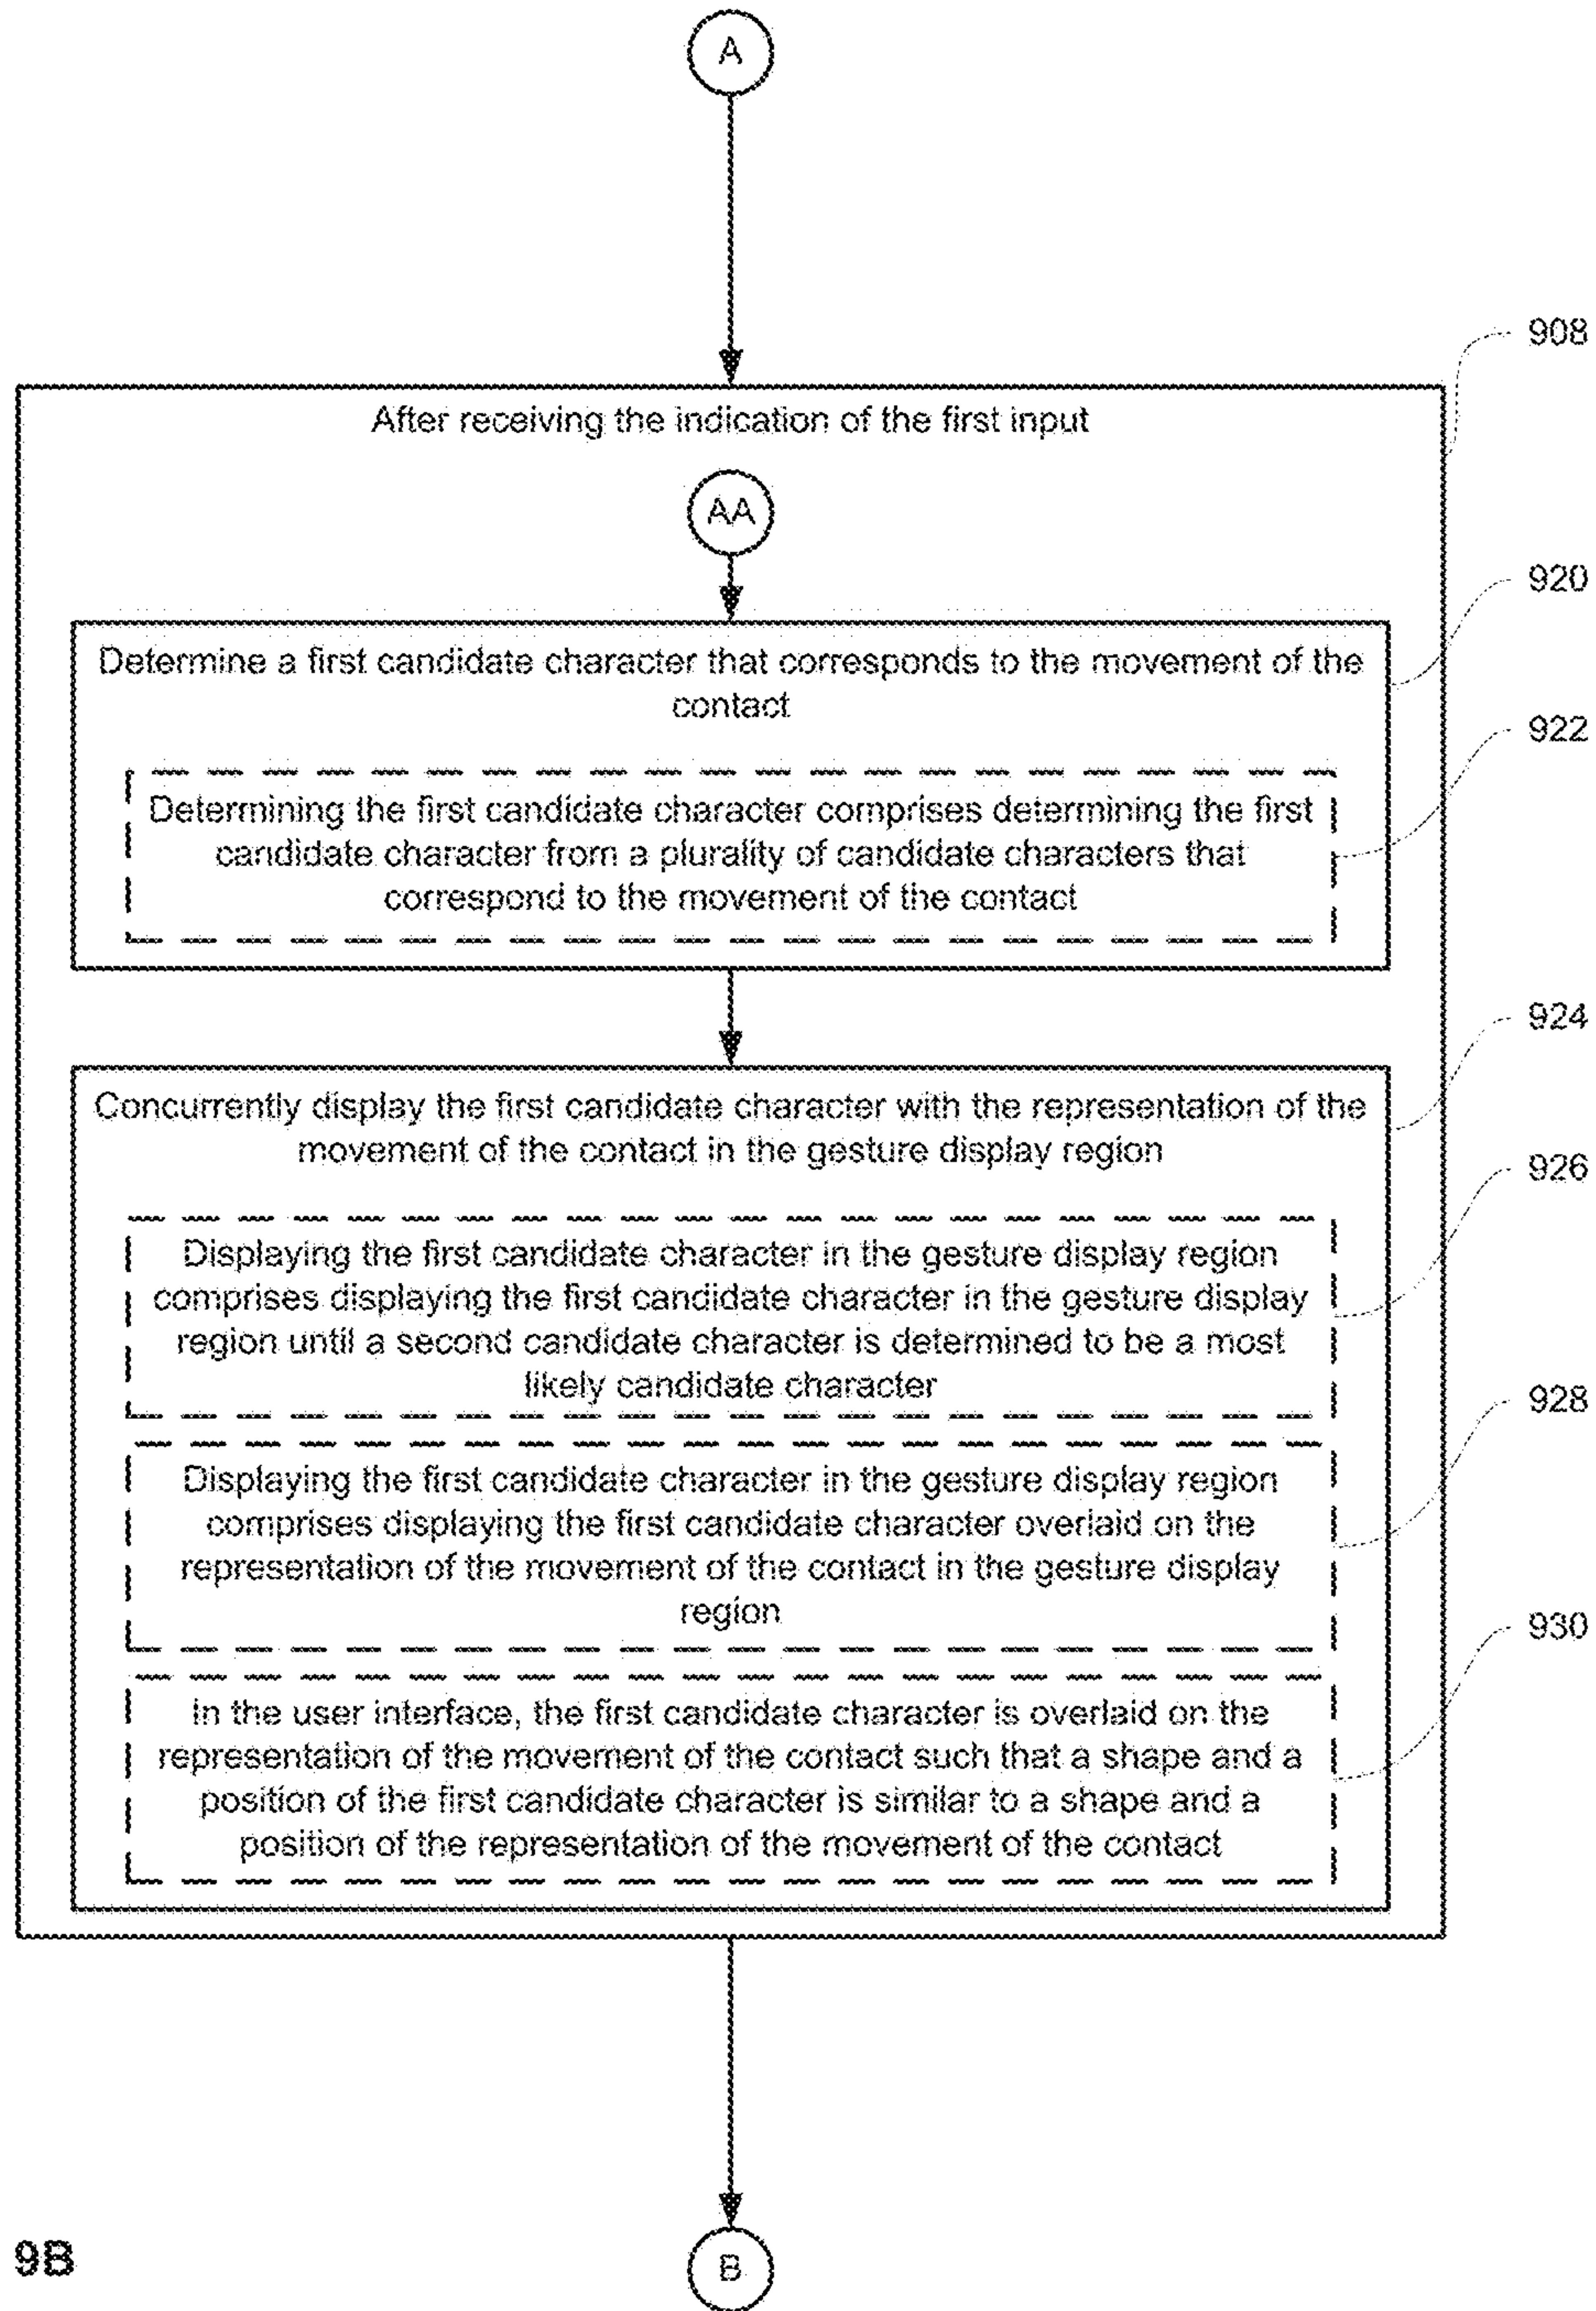 A
908
After receiving the indication of the first input
AA
920
Determine a first candidate character that corresponds to the movement of the
contact
922
Determining the first candidate character comprises determining the first
candidate character from a plurality of candidate characters that
correspond to the movement of the contact
924
Concurrently display the first candidate character with the representation of the
movement of the contact in the gesture display region
926
Displaying the first candidate character in the gesture display region
comprises displaying the first candidate character in the gesture display
region until a second candidate character is determined to be a most
likely candidate character
928
Displaying the first candidate character in the gesture display region
comprises displaying the first candidate character overlaid on the
representation of the movement of the contact in the gesture display
region
930
In the user interface, the first candidate character is overlaid on the
representation of the movement of the contact such that a shape and a
position of the first candidate character is similar to a shape and a
position of the representation of the movement of the contact
9B
B